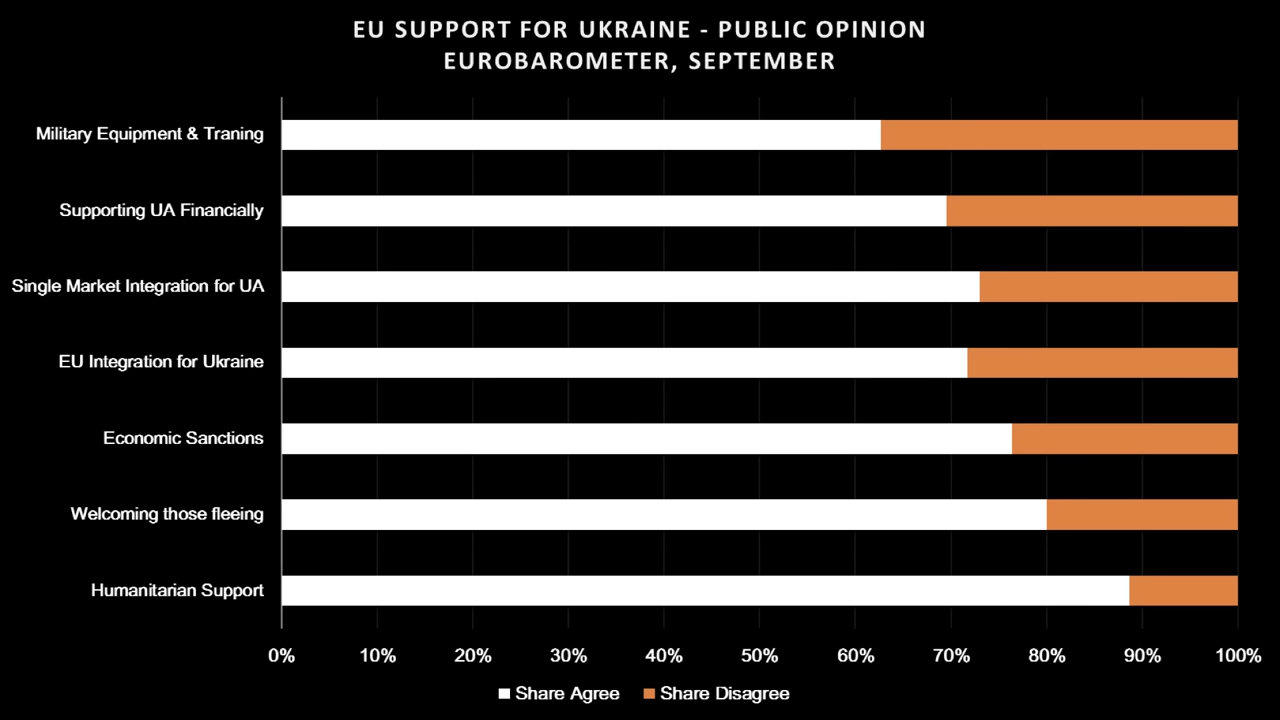 EU SUPPORT FOR UKRAINE - PUBLIC OPINION
EUROBAROMETER, SEPTEMBER
Military Equipment & Traning
Supporting UA Financially
Single Market Integration for UA
EU Integration for Ukraine
Economic Sanctions
Welcoming those fleeing
Humanitarian Support
0% 10% 20% 30% 40% 50% 60% 70% 80% 90% 100%
Share Agree Share Disagree